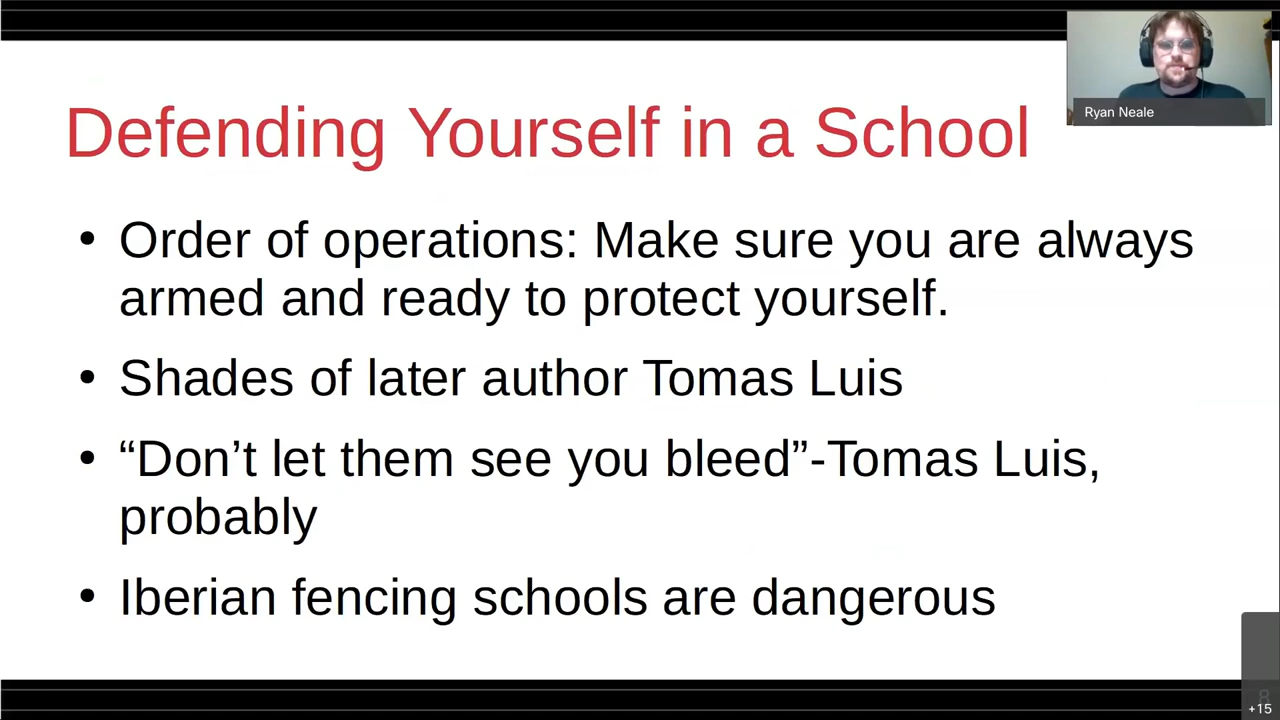 Ryan Neale
Defending Yourself in a School
• Order of operations: Make sure you are always
armed and ready to protect yourself.
• Shades of later author Tomas Luis
• “Don’t let them see you bleed”-Tomas Luis,
probably
• Iberian fencing schools are dangerous
8
+15